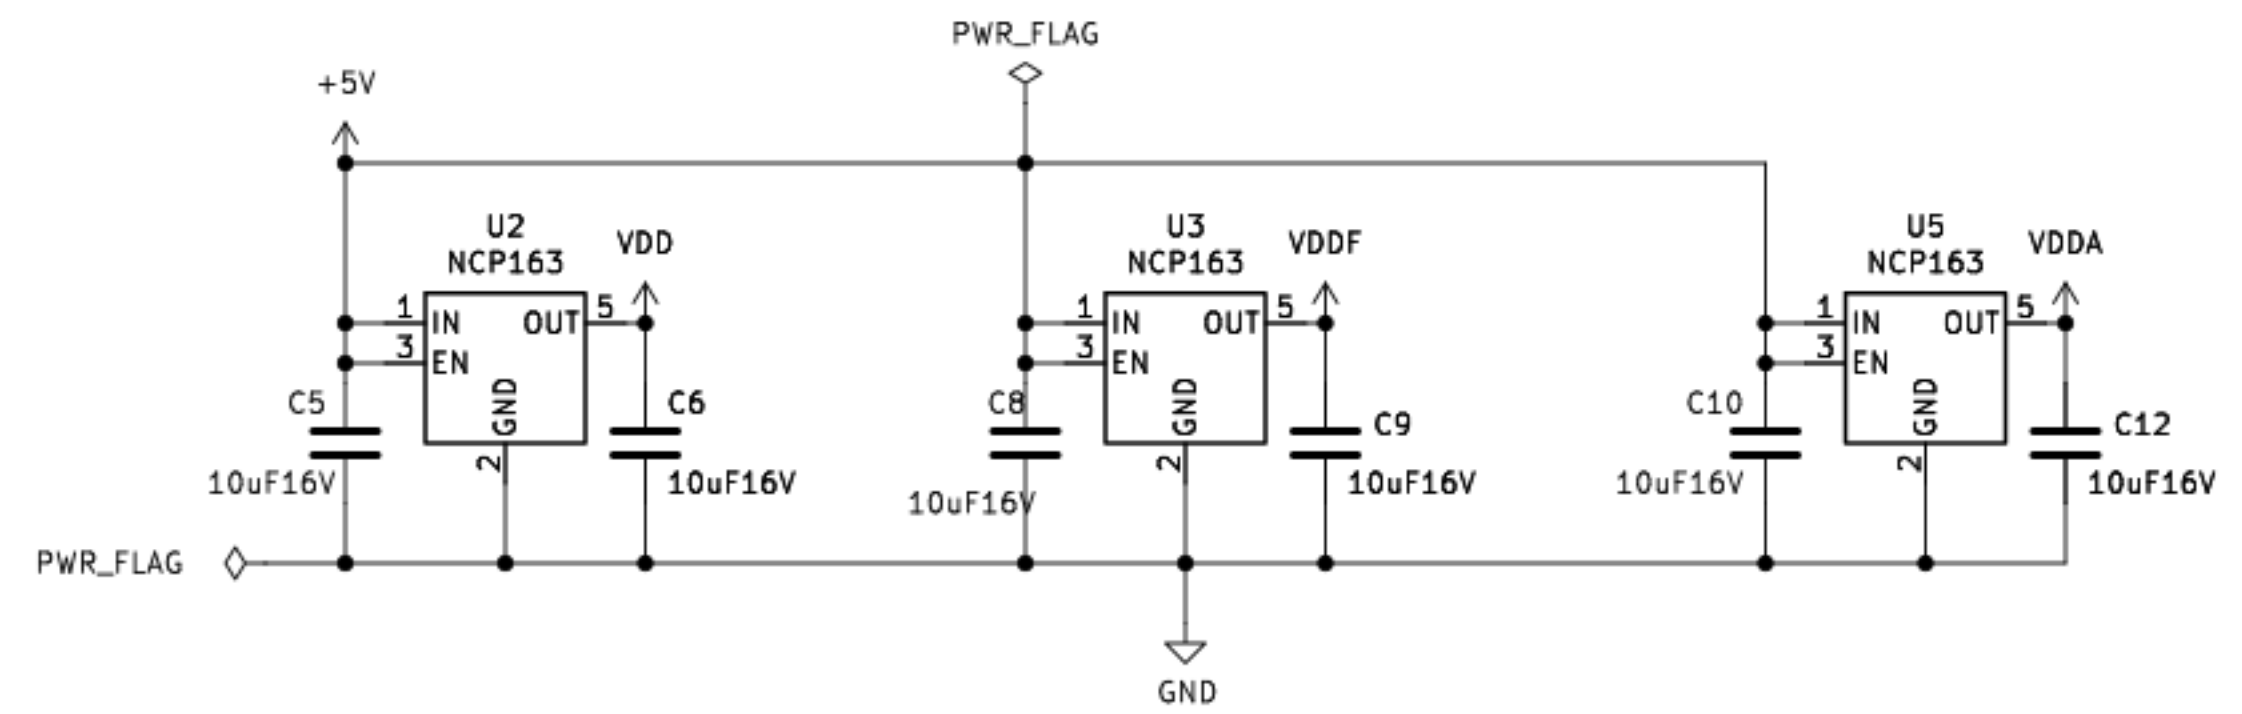 PWR_FLAG
+5V
U2
NCP163
VDD
1
IN
OUT
5
3
EN
GND
2
C5
10uF16V
C6
10uF16V
U3
NCP163
VDDF
1
IN
OUT
5
3
EN
GND
2
C8
10uF16V
C9
10uF16V
U5
NCP163
VDDA
1
IN
OUT
5
3
EN
GND
2
C10
10uF16V
C12
10uF16V
PWR_FLAG
GND